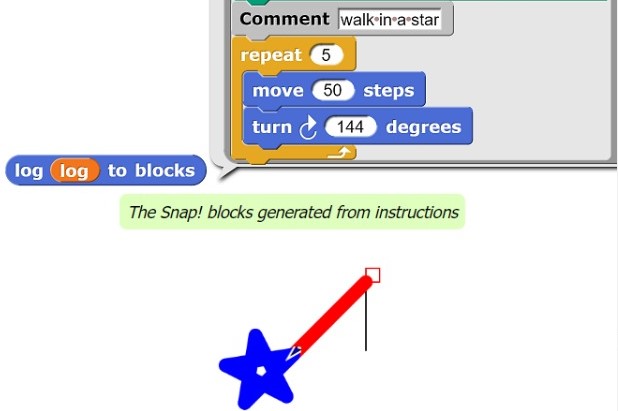 Comment walk in a star
repeat 5
move 50 steps
turn 144 degrees
log log to blocks
The Snap! blocks generated from instructions